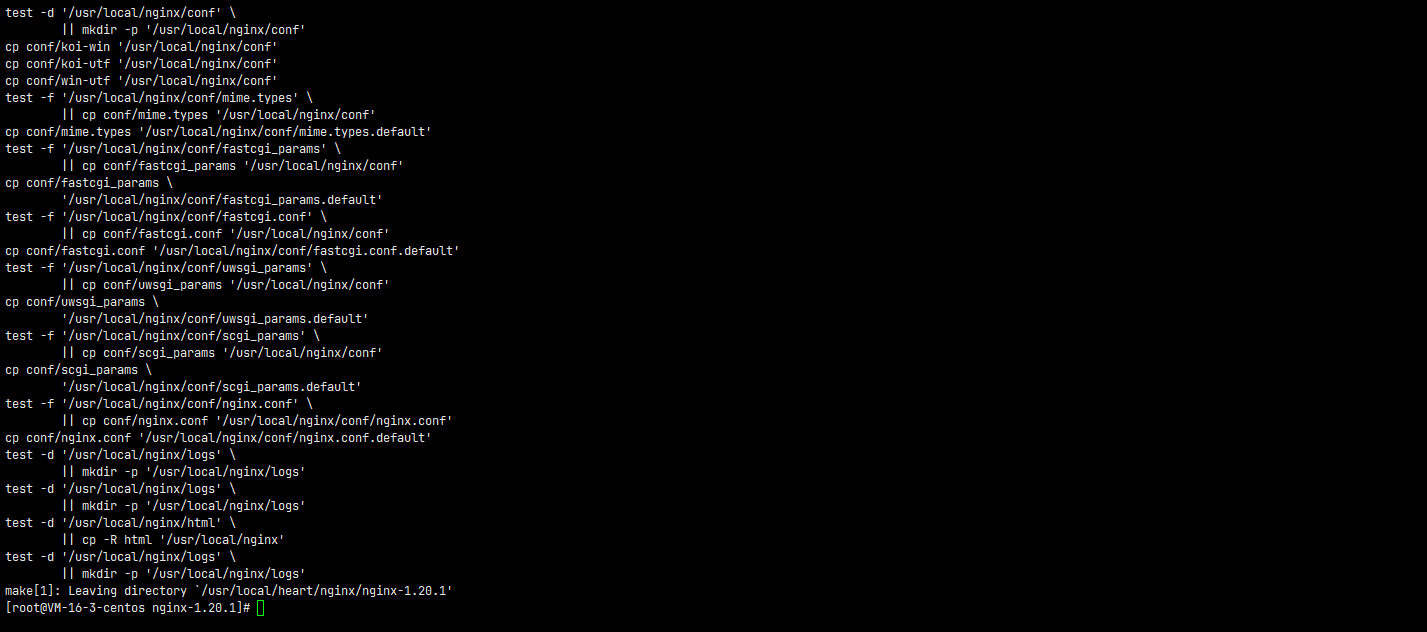 test -d '/usr/local/nginx/conf' \
        || mkdir -p '/usr/local/nginx/conf'
cp conf/koi-win '/usr/local/nginx/conf'
cp conf/koi-utf '/usr/local/nginx/conf'
cp conf/win-utf '/usr/local/nginx/conf'
test -f '/usr/local/nginx/conf/mime.types' \
        || cp conf/mime.types '/usr/local/nginx/conf'
cp conf/mime.types '/usr/local/nginx/conf/mime.types.default'
test -f '/usr/local/nginx/conf/fastcgi_params' \
        || cp conf/fastcgi_params '/usr/local/nginx/conf'
cp conf/fastcgi_params \
        '/usr/local/nginx/conf/fastcgi_params.default'
test -f '/usr/local/nginx/conf/fastcgi.conf' \
        || cp conf/fastcgi.conf '/usr/local/nginx/conf'
cp conf/fastcgi.conf '/usr/local/nginx/conf/fastcgi.conf.default'
test -f '/usr/local/nginx/conf/uwsgi_params' \
        || cp conf/uwsgi_params '/usr/local/nginx/conf'
cp conf/uwsgi_params \
        '/usr/local/nginx/conf/uwsgi_params.default'
test -f '/usr/local/nginx/conf/scgi_params' \
        || cp conf/scgi_params '/usr/local/nginx/conf'
cp conf/scgi_params \
        '/usr/local/nginx/conf/scgi_params.default'
test -f '/usr/local/nginx/conf/nginx.conf' \
        || cp conf/nginx.conf '/usr/local/nginx/conf/nginx.conf'
cp conf/nginx.conf '/usr/local/nginx/conf/nginx.conf.default'
test -d '/usr/local/nginx/logs' \
        || mkdir -p '/usr/local/nginx/logs'
test -d '/usr/local/nginx/logs' \
        || mkdir -p '/usr/local/nginx/logs'
test -d '/usr/local/nginx/html' \
        || cp -R html '/usr/local/nginx'
test -d '/usr/local/nginx/logs' \
        || mkdir -p '/usr/local/nginx/logs'
make[1]: Leaving directory `/usr/local/heart/nginx/nginx-1.20.1'
[root@VM-16-3-centos nginx-1.20.1]#